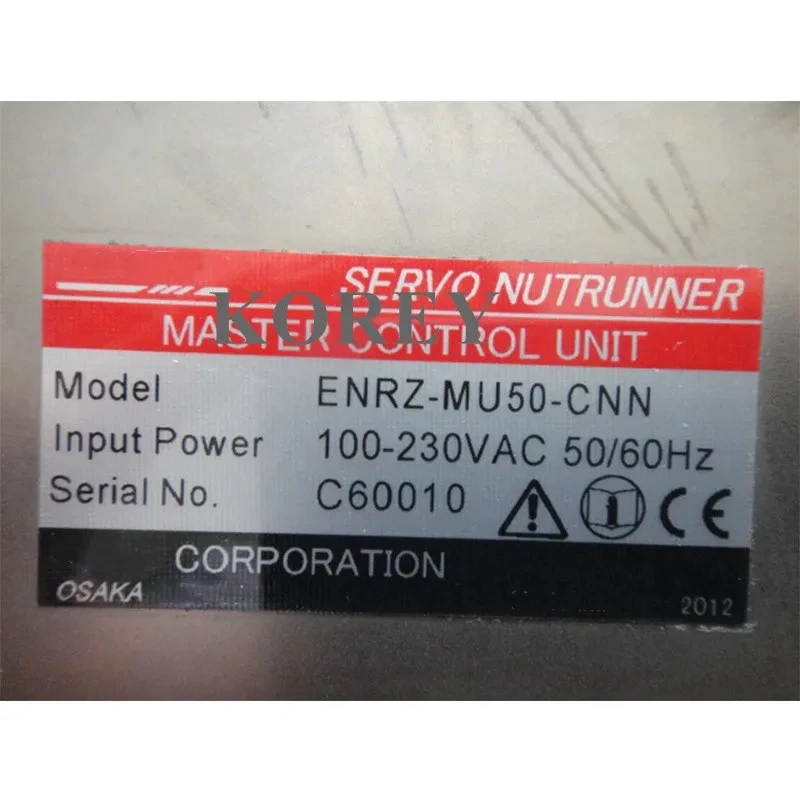 SERVO NUTRUNNER
KOREY
MASTER CONTROL UNIT
Model ENRZ-MU50-CNN
Input Power 100-230VAC 50/60Hz
Serial No. C60010
CE
CORPORATION
OSAKA 2012